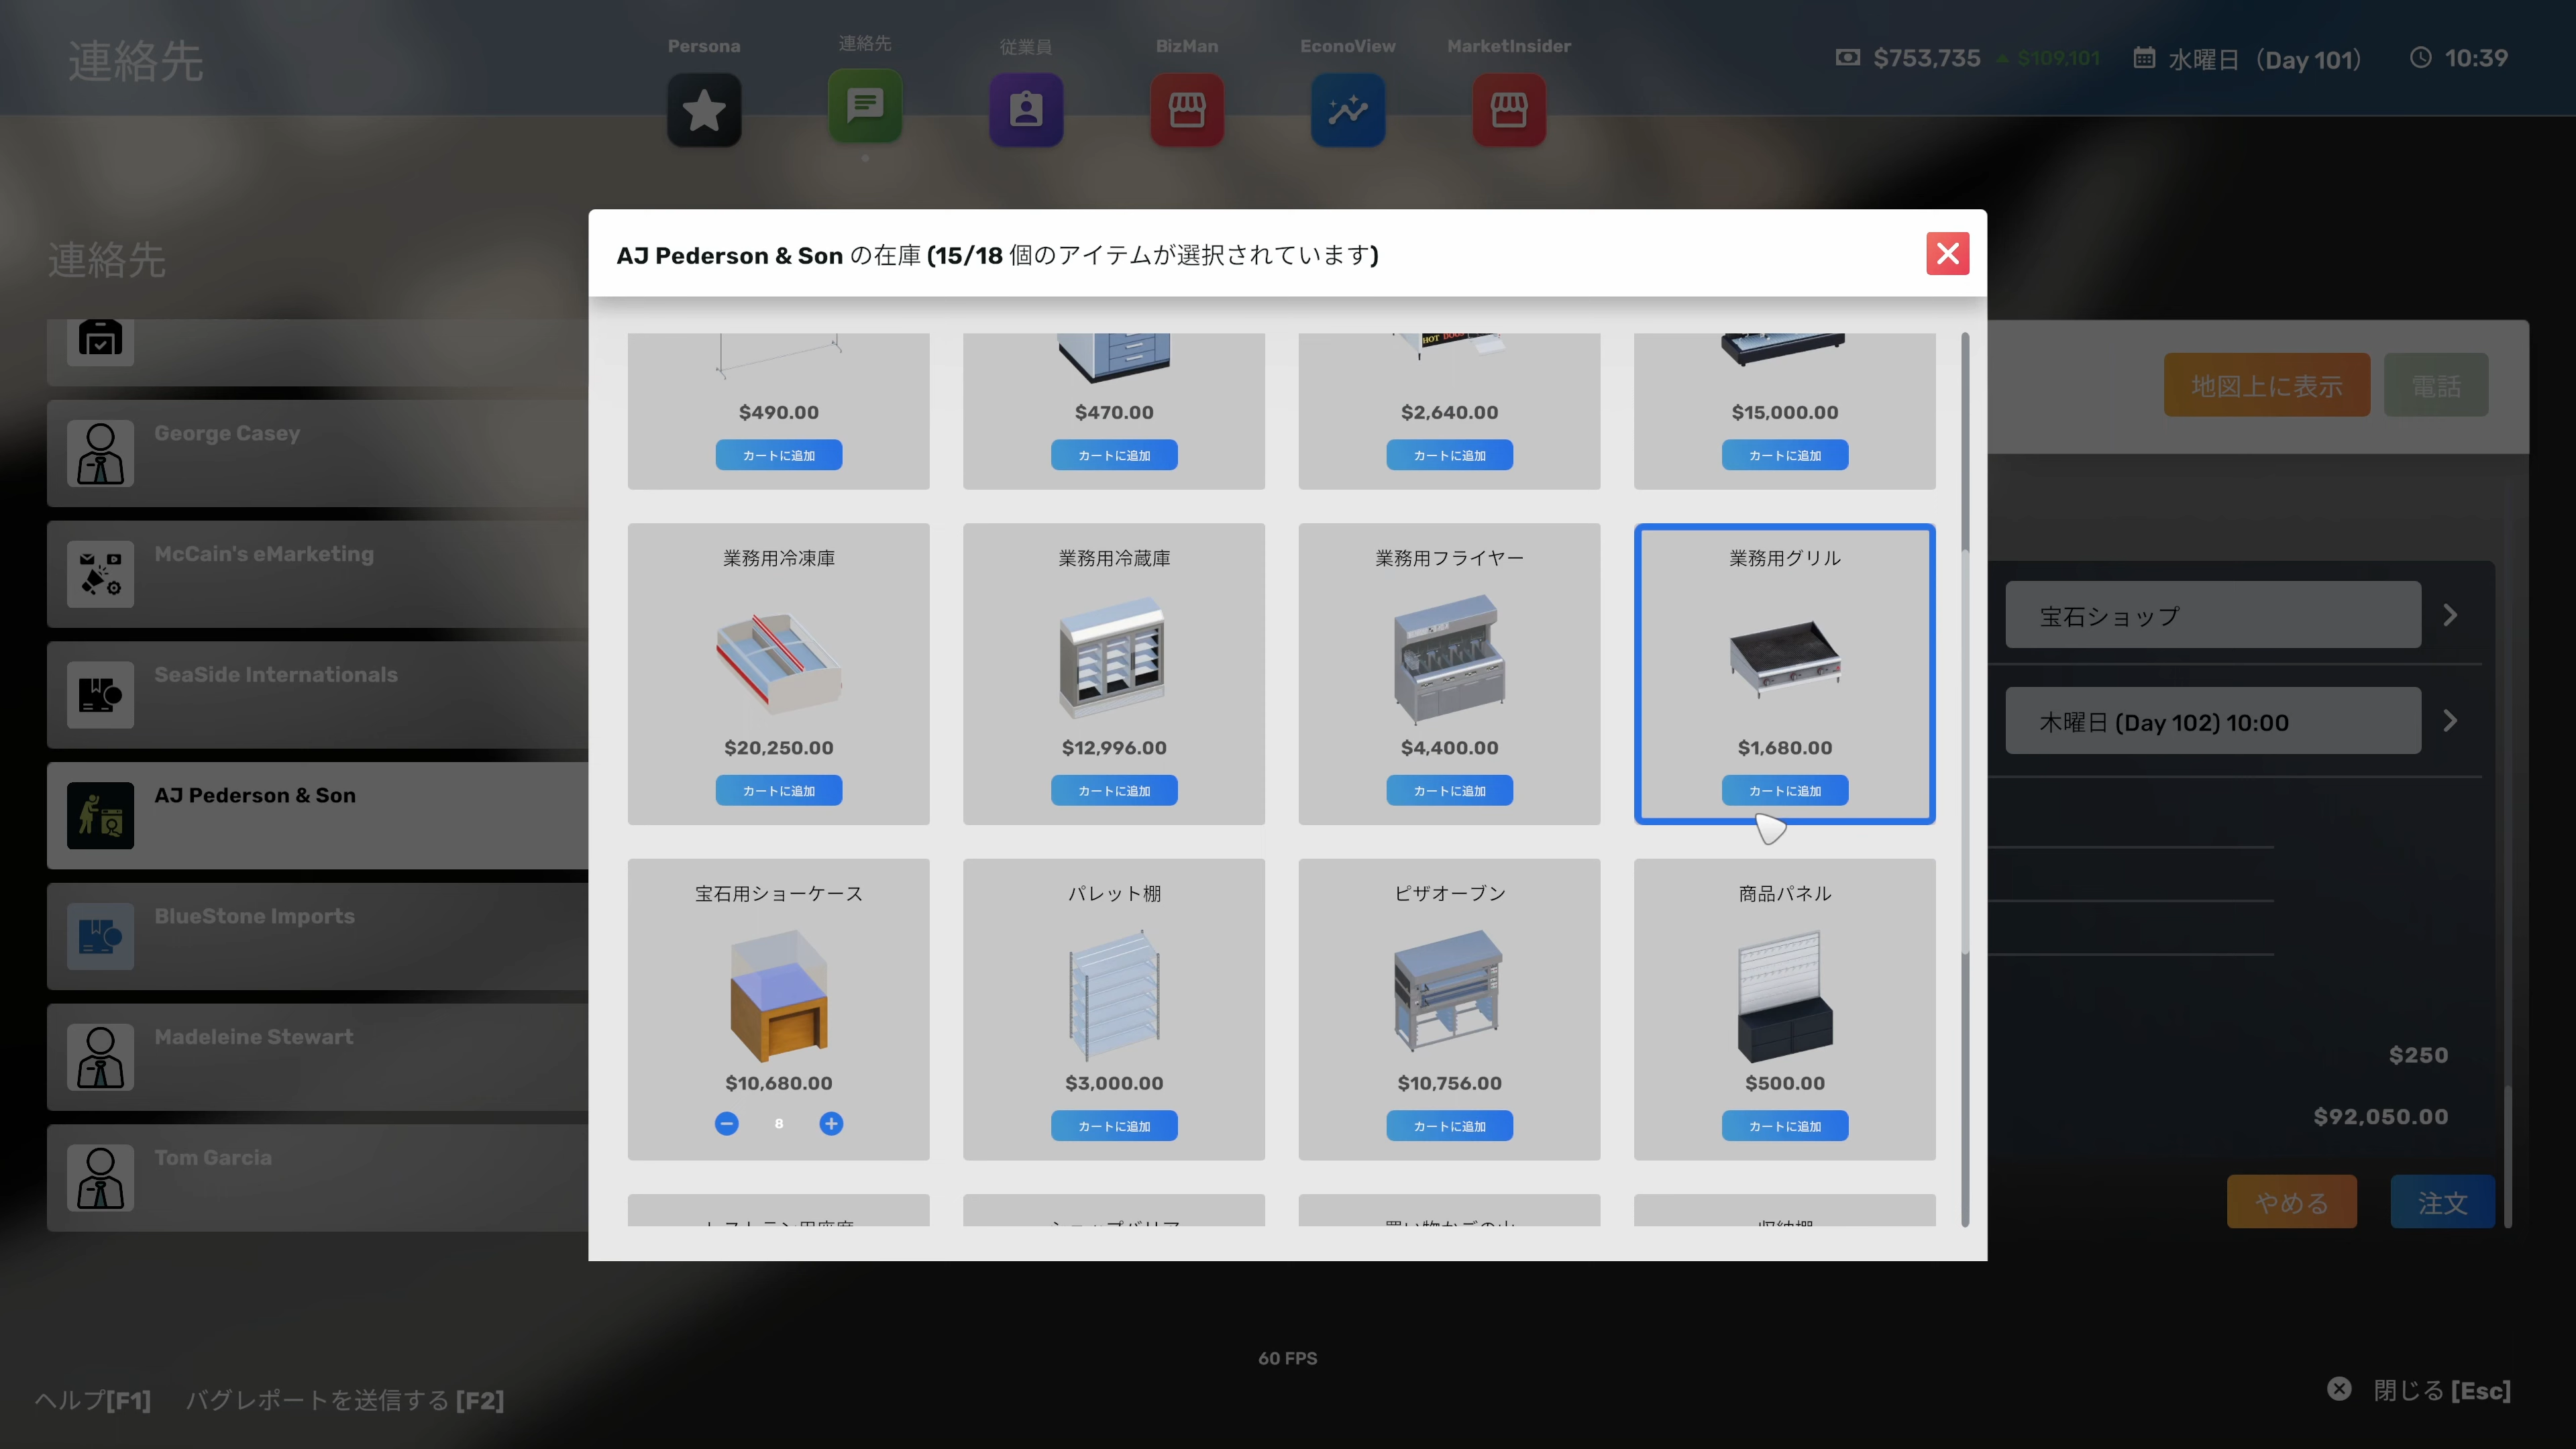 連絡先
Persona
連絡先
従業員
BizMan
EconoView
MarketInsider
$753,735
$109,101
水曜日（Day 101）
10:39
連絡先
George Casey
McCain's eMarketing
SeaSide Internationals
AJ Pederson & Son
BlueStone Imports
Madeleine Stewart
Tom Garcia
AJ Pederson & Son の在庫 (15/18 個のアイテムが選択されています)
HOT
$490.00
$470.00
$2,640.00
$15,000.00
カートに追加
カートに追加
カートに追加
カートに追加
業務用冷凍庫
業務用冷蔵庫
業務用フライヤー
業務用グリル
$20,250.00
$12,996.00
$4,400.00
$1,680.00
カートに追加
カートに追加
カートに追加
カートに追加
宝石用ショーケース
パレット棚
ピザオーブン
商品パネル
$10,680.00
$3,000.00
$10,756.00
$500.00
8
カートに追加
カートに追加
カートに追加
地図上に表示
電話
宝石ショップ
木曜日 (Day 102) 10:00
$250
$92,050.00
やめる
注文
60 FPS
ヘルプ[F1]
バグレポートを送信する [F2]
閉じる [Esc]